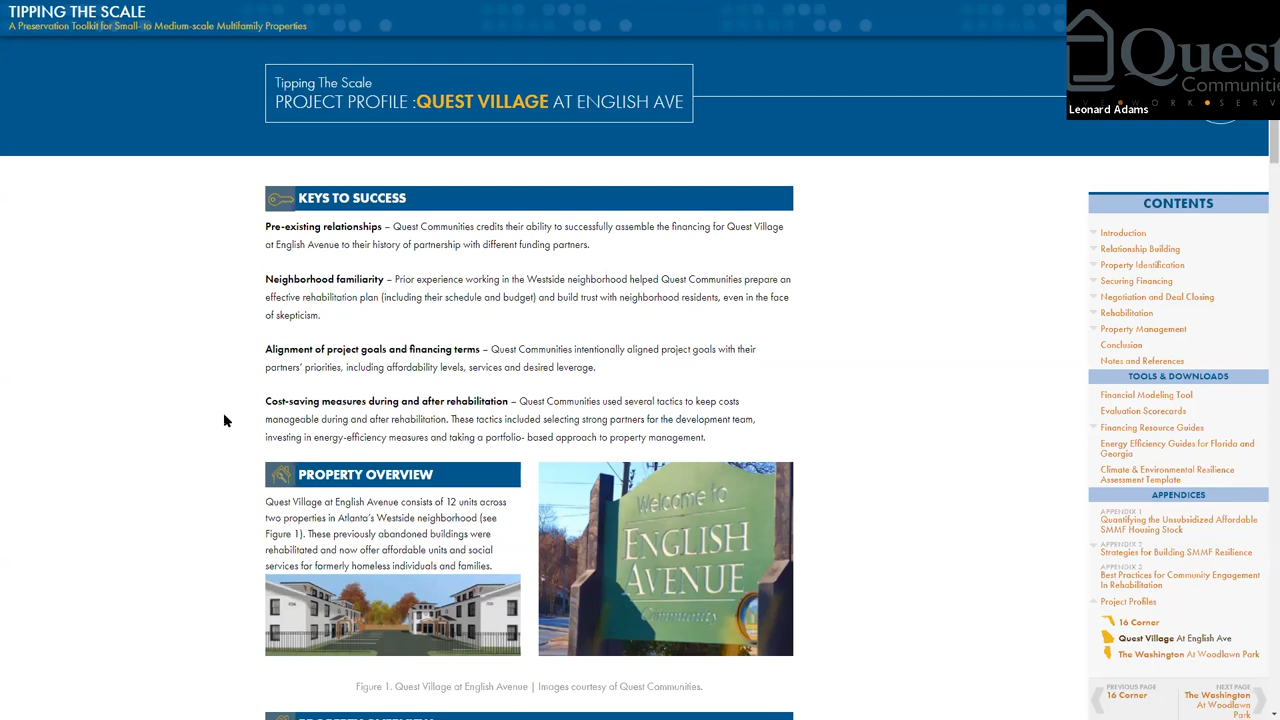 TIPPING THE SCALE
A Preservation Toolkit for Small- to Medium-scale Multifamily Properties
Quest
Communiti
IVE WORK SERV
Leonard Adams
Tipping The Scale
PROJECT PROFILE :QUEST VILLAGE AT ENGLISH AVE
KEYS TO SUCCESS
Pre-existing relationships – Quest Communities credits their ability to successfully assemble the financing for Quest Village
at English Avenue to their history of partnership with different funding partners.
Neighborhood familiarity – Prior experience working in the Westside neighborhood helped Quest Communities prepare an
effective rehabilitation plan (including their schedule and budget) and build trust with neighborhood residents, even in the face
of skepticism.
Alignment of project goals and financing terms – Quest Communities intentionally aligned project goals with their
partners' priorities, including affordability levels, services and desired leverage.
Cost-saving measures during and after rehabilitation – Quest Communities used several tactics to keep costs
manageable during and after rehabilitation. These tactics included selecting strong partners for the development team,
investing in energy-efficiency measures and taking a portfolio- based approach to property management.
PROPERTY OVERVIEW
Quest Village at English Avenue consists of 12 units across
two properties in Atlanta's Westside neighborhood (see
Figure 1). These previously abandoned buildings were
rehabilitated and now offer affordable units and social
services for formerly homeless individuals and families.
Welcome to
ENGLISH
AVENUE
Community
Figure 1. Quest Village at English Avenue | Images courtesy of Quest Communities.
PROPERTY OVERVIEW
CONTENTS
Introduction
Relationship Building
Property Identification
Securing Financing
Negotiation and Deal Closing
Rehabilitation
Property Management
Conclusion
Notes and References
TOOLS & DOWNLOADS
Financial Modeling Tool
Evaluation Scorecards
Financing Resource Guides
Energy Efficiency Guides for Florida and
Georgia
Climate & Environmental Resilience
Assessment Template
APPENDICES
APPENDIX 1
Quantifying the Unsubsidized Affordable
SMMF Housing Stock
APPENDIX 2
Strategies for Building SMMF Resilience
APPENDIX 3
Best Practices for Community Engagement
In Rehabilitation
Project Profiles
16 Corner
Quest Village At English Ave
The Washington At Woodlawn Park
PREVIOUS PAGE
16 Corner
NEXT PAGE
The Washington
At Woodlawn
Park